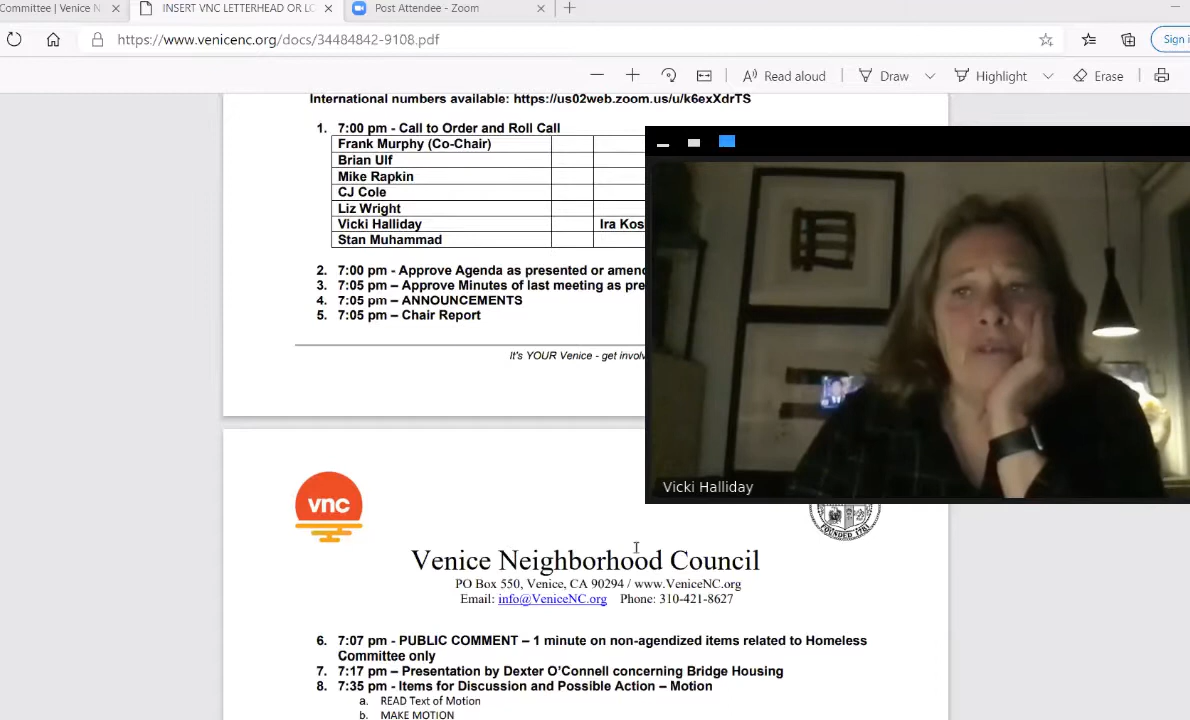 Committee | Venice N
INSERT VNC LETTERHEAD OR LC
Post Attendee - Zoom
https://www.venicenc.org/docs/34484842-9108.pdf
Sign i
Read aloud
Draw
Highlight
Erase
International numbers available: https://us02web.zoom.us/u/k6exXdrTS
1. 7:00 pm - Call to Order and Roll Call
Frank Murphy (Co-Chair)
Brian Ulf
Mike Rapkin
CJ Cole
Liz Wright
Vicki Halliday Ira Kos
Stan Muhammad
2. 7:00 pm - Approve Agenda as presented or amen
3. 7:05 pm – Approve Minutes of last meeting as pre
4. 7:05 pm – ANNOUNCEMENTS
5. 7:05 pm – Chair Report
It's YOUR Venice - get involv
Vicki Halliday
vnc
FOUNDED 1781
Venice Neighborhood Council
PO Box 550, Venice, CA 90294 / www.VeniceNC.org
Email: info@VeniceNC.org Phone: 310-421-8627
6. 7:07 pm - PUBLIC COMMENT – 1 minute on non-agendized items related to Homeless
Committee only
7. 7:17 pm – Presentation by Dexter O'Connell concerning Bridge Housing
8. 7:35 pm - Items for Discussion and Possible Action – Motion
a. READ Text of Motion
b. MAKE MOTION